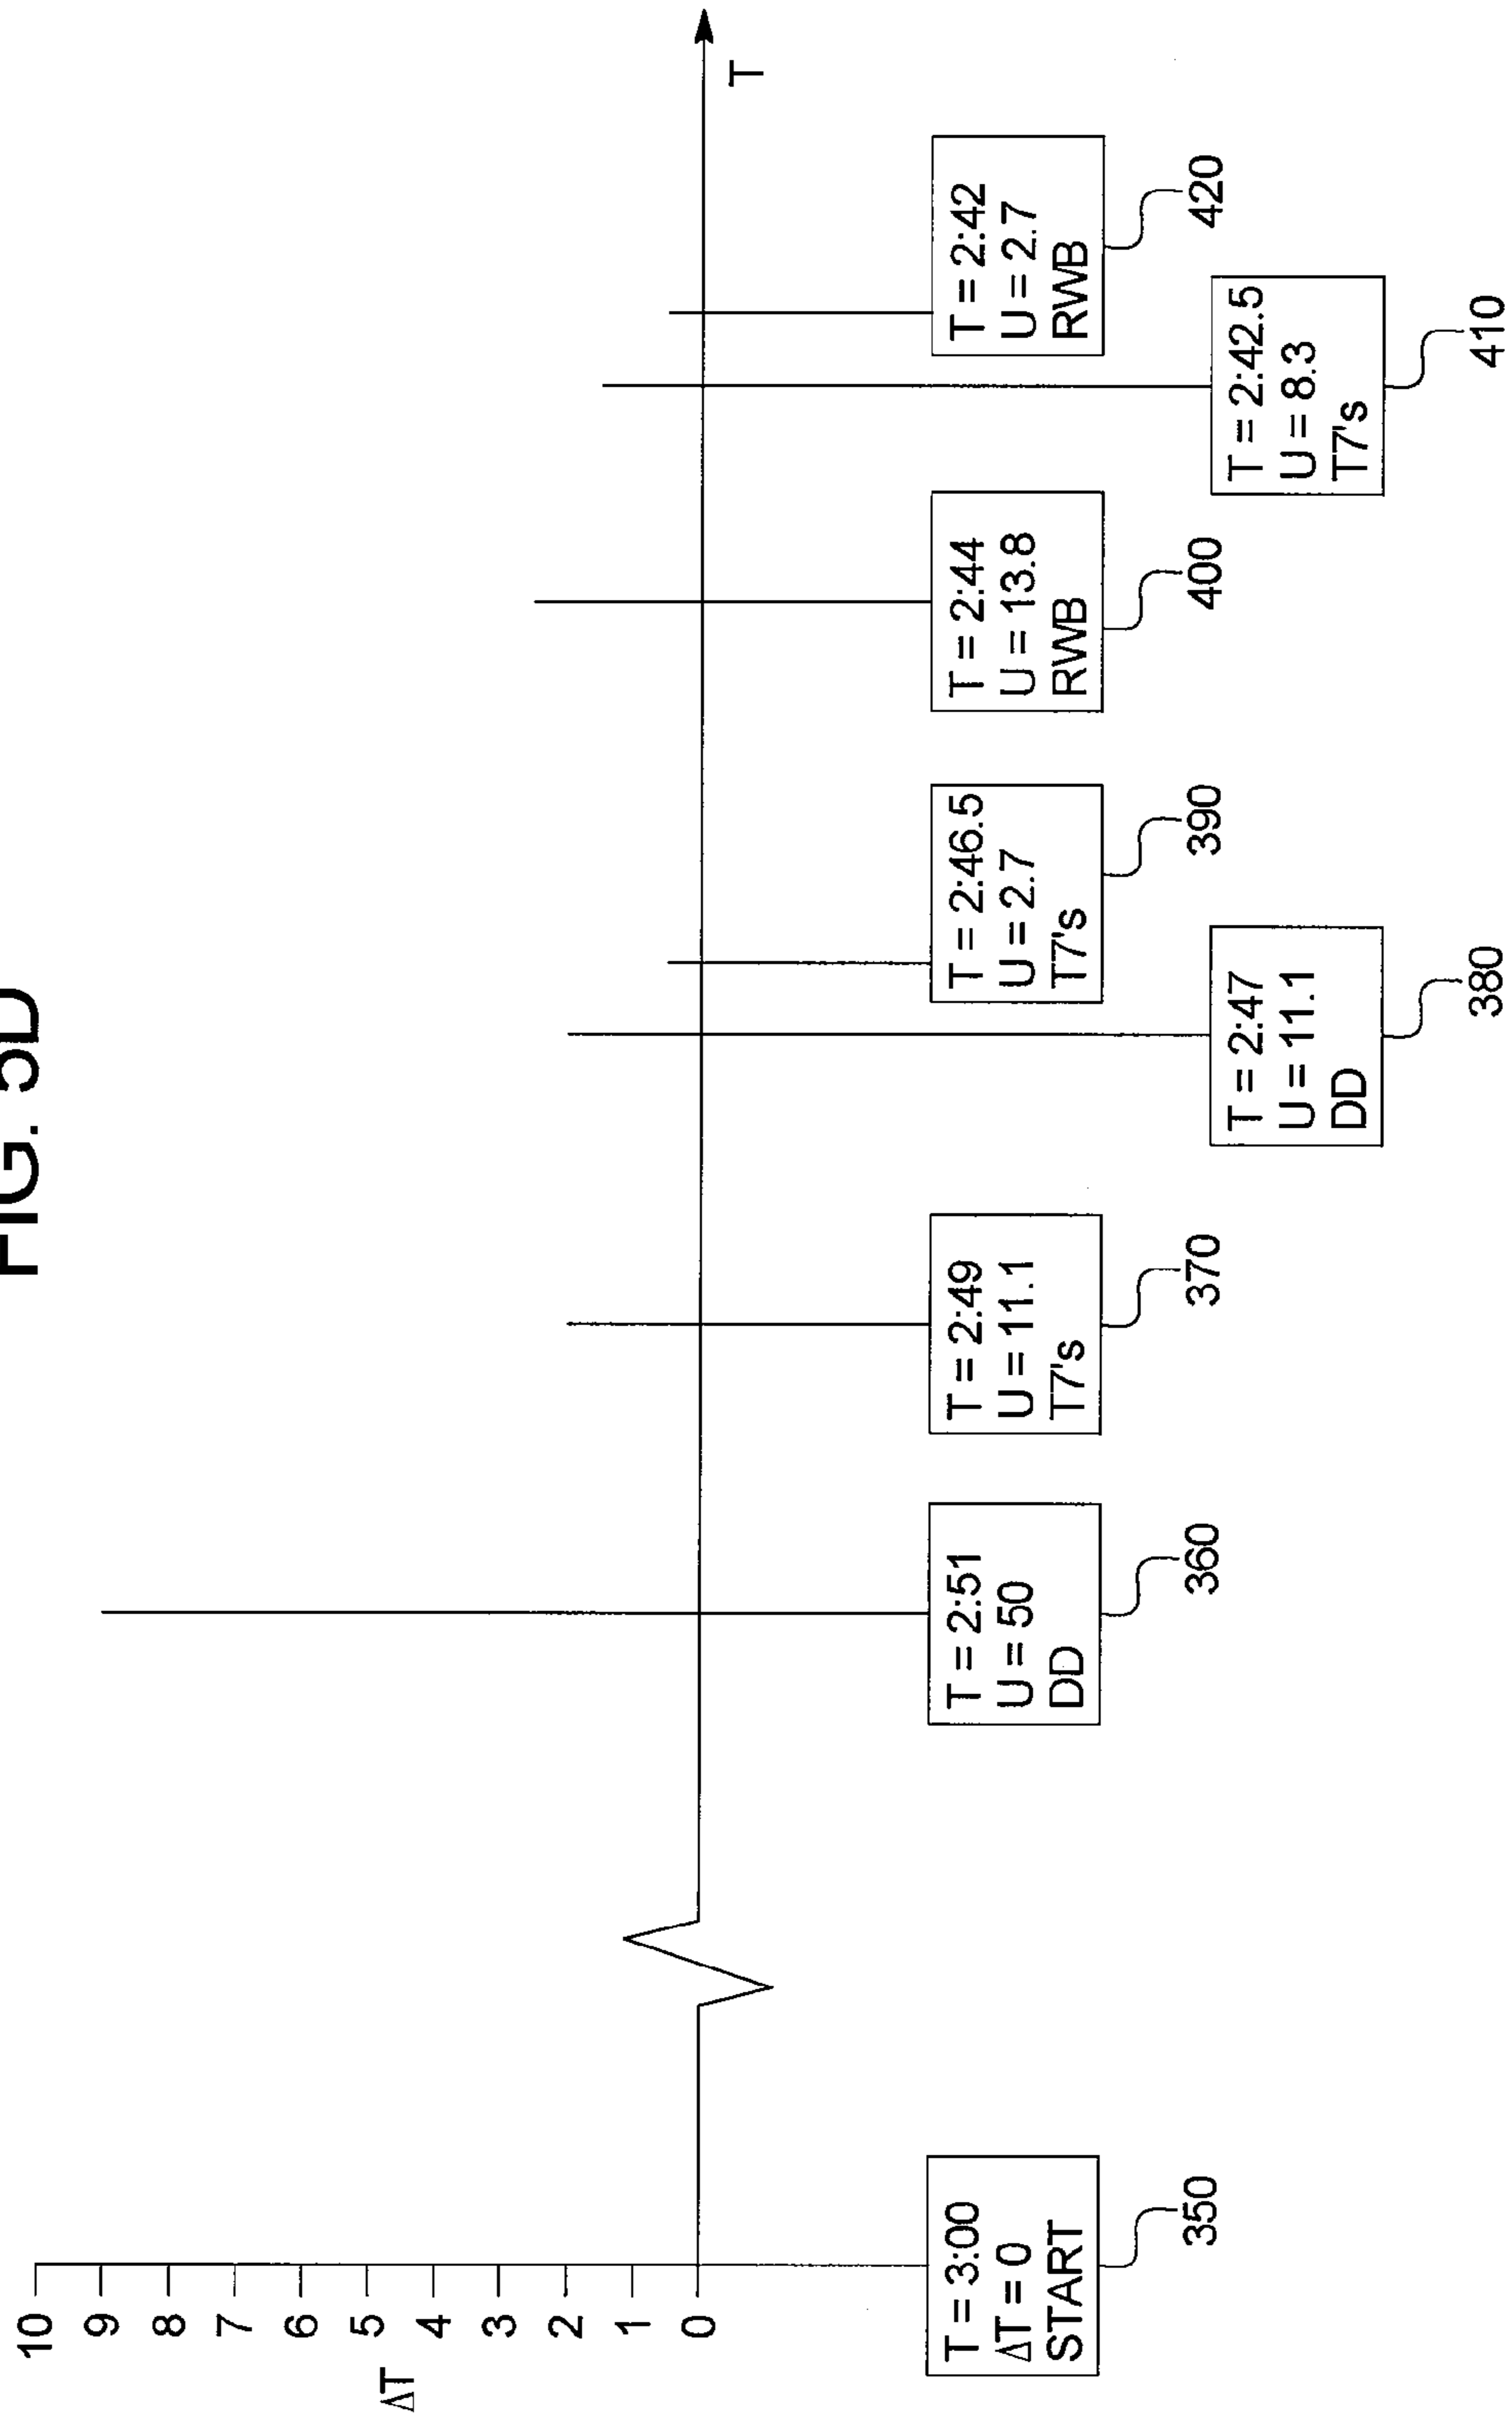 FIG. 5D
10
9
8
7
6
5
4
3
2
1
0
ΔT
T
T = 3:00
ΔT = 0
START
350
T = 2:51
U = 50
DD
360
T = 2:49
U = 11.1
T7's
370
T = 2:47
U = 11.1
DD
380
T = 2:46.5
U = 2.7
T7's
390
T = 2:44
U = 13.8
RWB
400
T = 2:42.5
U = 8.3
T7's
410
T = 2:42
U = 2.7
RWB
420